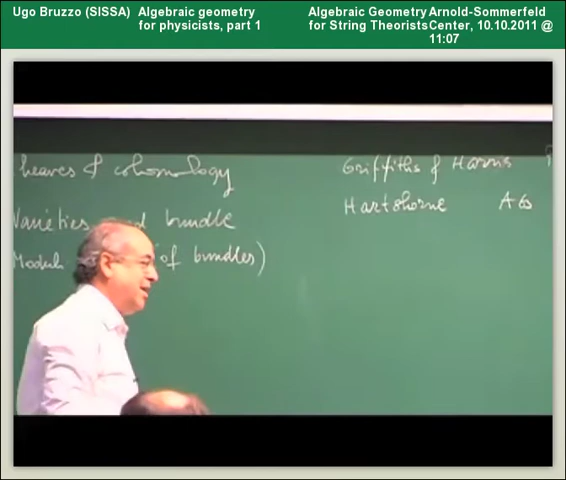 Ugo Bruzzo (SISSA)
Algebraic geometry
for physicists, part 1
Algebraic Geometry
for String Theorists
Arnold-Sommerfeld
Center, 10.10.2011 @
11:07
heaves & cohomology
Varieties and bundle
Moduli (of bundles)
Griffiths & Harris
Hartshorne AG